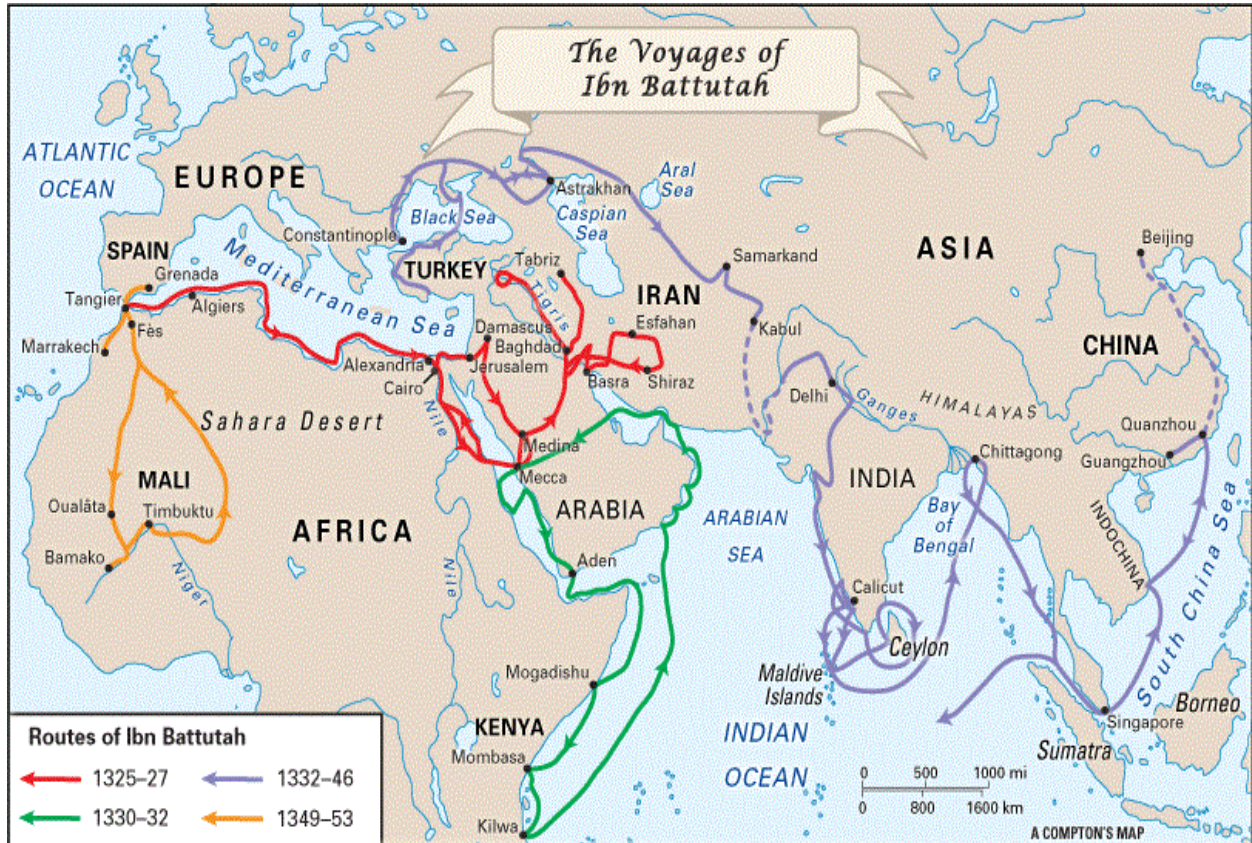 The Voyages of
Ibn Battutah
ATLANTIC
OCEAN
EUROPE
Aral
Sea
Astrakhan
Black Sea
Caspian
Sea
Constantinople
SPAIN
Grenada
Mediterranean Sea
TURKEY
Tabriz
Samarkand
ASIA
Beijing
Tangier
Algiers
Tigris
IRAN
Fès
Marrakech
Damascus
Esfahan
Kabul
Baghdad
CHINA
Alexandria
Jerusalem
Cairo
Basra
Shiraz
Delhi
Ganges
HIMALAYAS
Sahara Desert
Nile
Quanzhou
Medina
Chittagong
Guangzhou
Mecca
MALI
INDIA
Oualâta
Timbuktu
ARABIA
AFRICA
ARABIAN
SEA
Bay
of
Bengal
INDOCHINA
South China Sea
Bamako
Niger
Nile
Aden
Calicut
Ceylon
Mogadishu
Maldive
Islands
Borneo
KENYA
Singapore
INDIAN
OCEAN
Sumatra
Mombasa
Kilwa
Routes of Ibn Battutah
1325–27
1332–46
1330–32
1349–53
0 500 1000 mi
0 800 1600 km
A COMPTON'S MAP